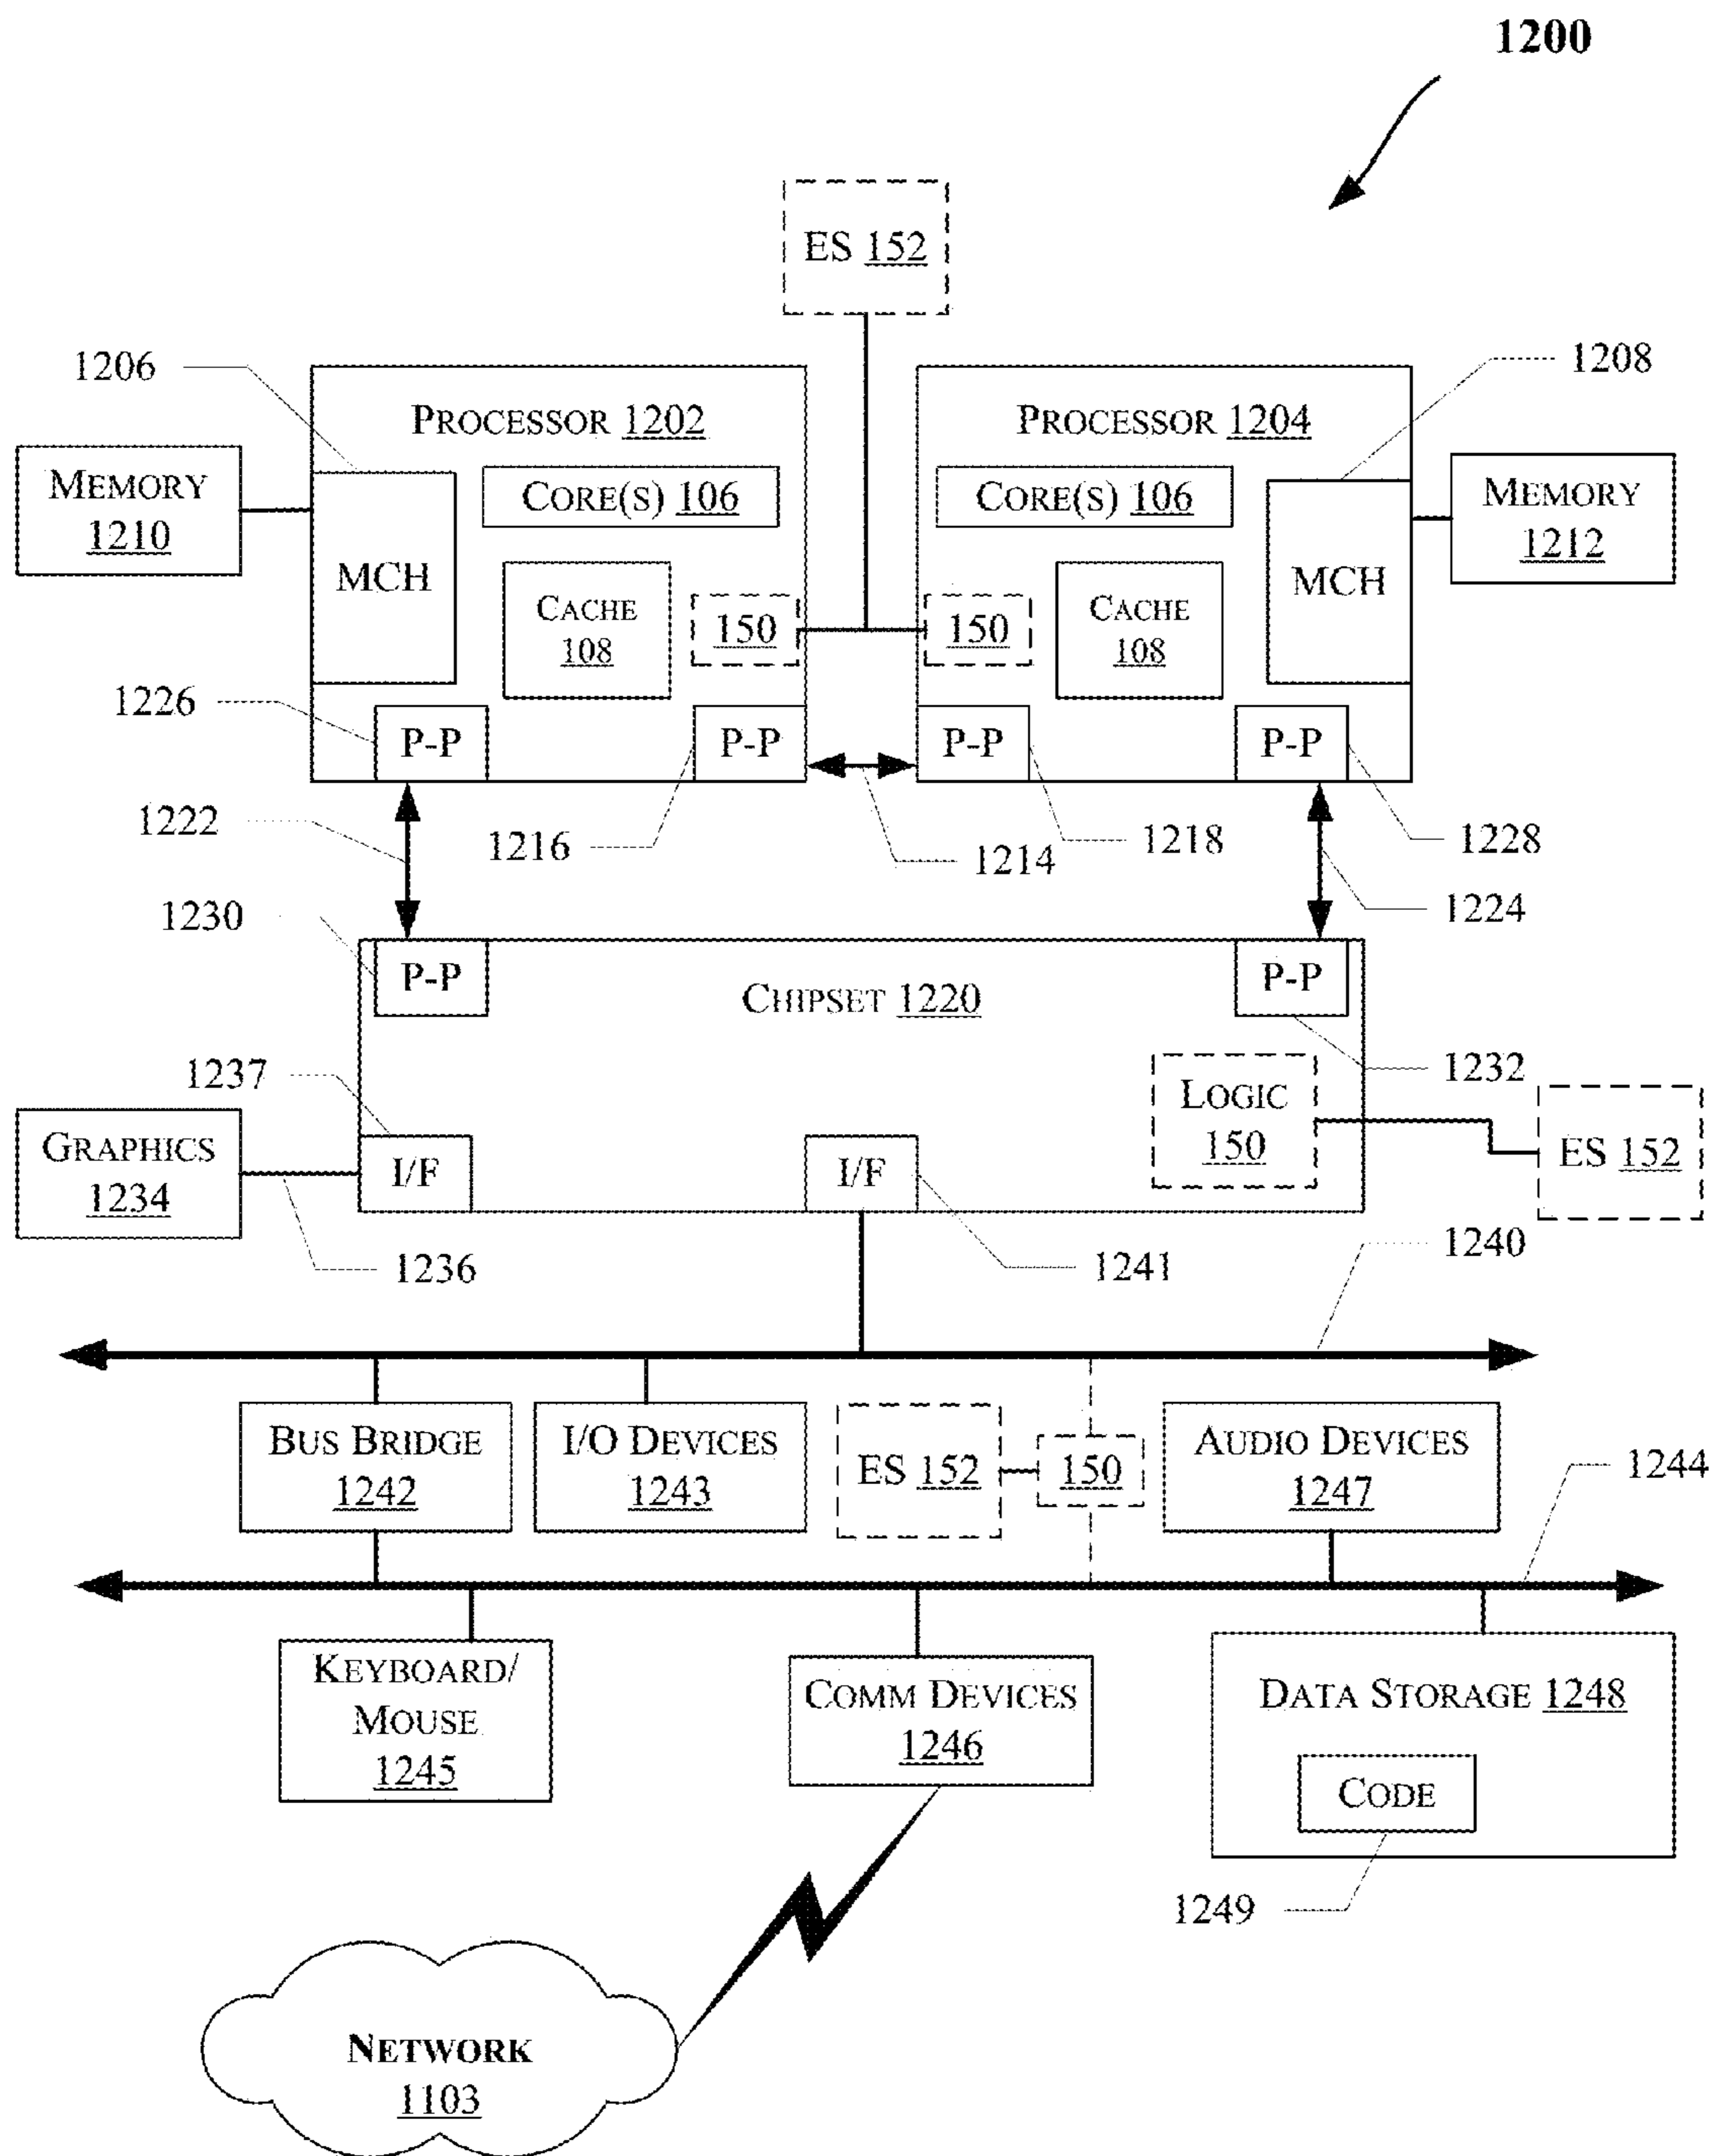 1200
ES 152
1206
1208
PROCESSOR 1202
PROCESSOR 1204
MEMORY
1210
CORE(S) 106
CORE(S) 106
MEMORY
1212
MCH
MCH
CACHE
108
150
150
CACHE
108
1226
P-P
P-P
P-P
P-P
1222
1216
1214
1218
1228
1230
1224
P-P
CHIPSET 1220
P-P
1237
1232
LOGIC
150
ES 152
GRAPHICS
1234
I/F
I/F
1236
1241
1240
BUS BRIDGE
1242
I/O DEVICES
1243
ES 152
150
AUDIO DEVICES
1247
1244
KEYBOARD/
MOUSE
1245
COMM DEVICES
1246
DATA STORAGE 1248
CODE
1249
NETWORK
1103